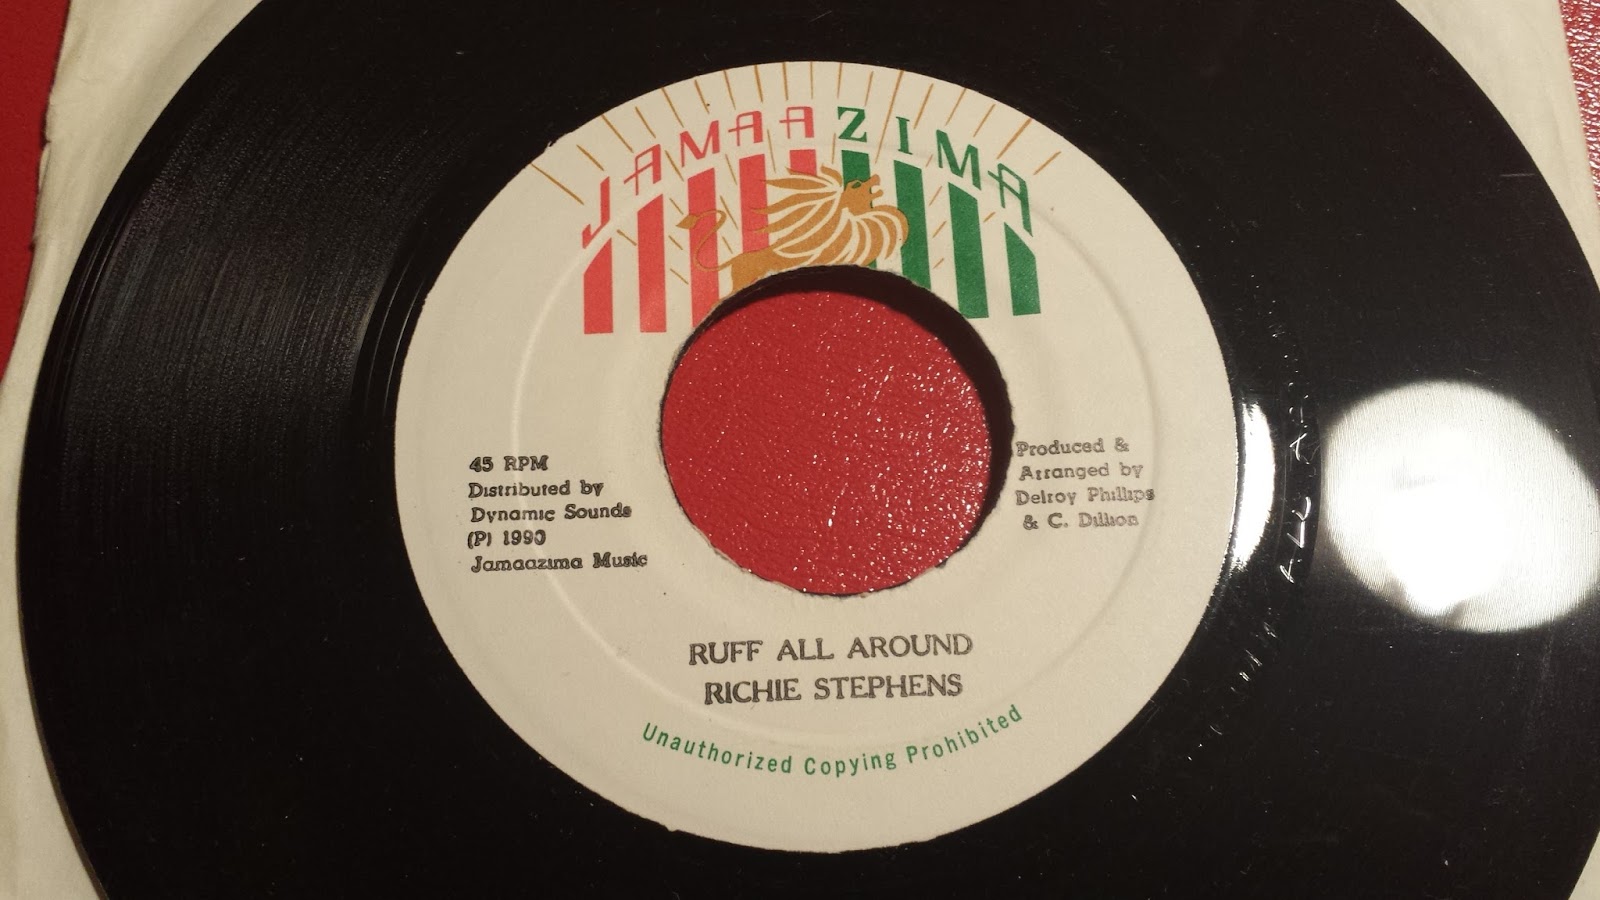 JAMAAZIMA
45 RPM
Distributed by
Dynamic Sounds
(P) 1990
Jamaazima Music
Produced &
Arranged by
Delroy Phillips
& C. Dillion
RUFF ALL AROUND
RICHIE STEPHENS
Unauthorized Copying Prohibited